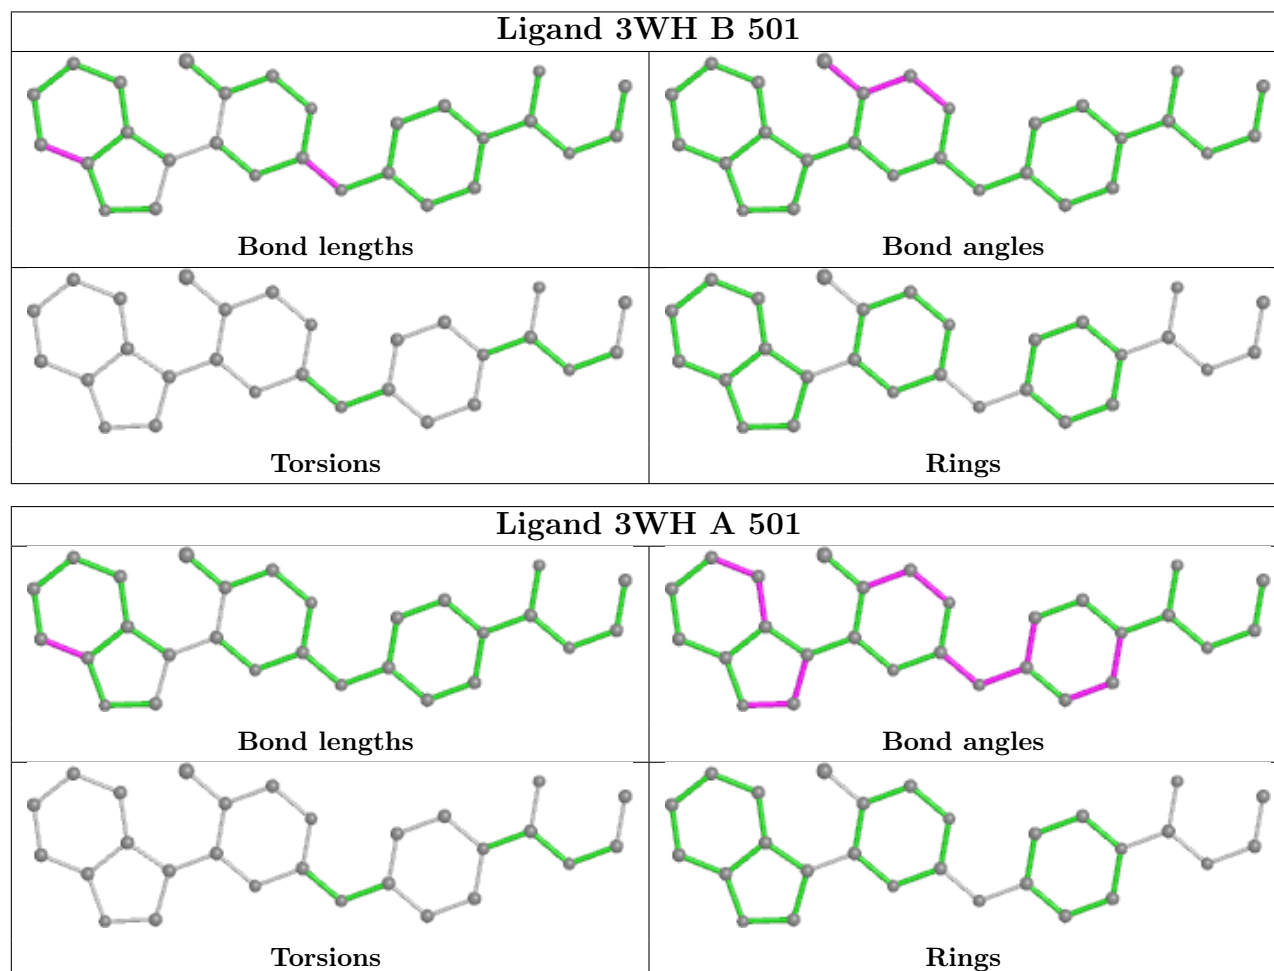 Ligand 3WH B 501
Bond lengths
Bond angles
Torsions
Rings
Ligand 3WH A 501
Bond lengths
Bond angles
Torsions
Rings